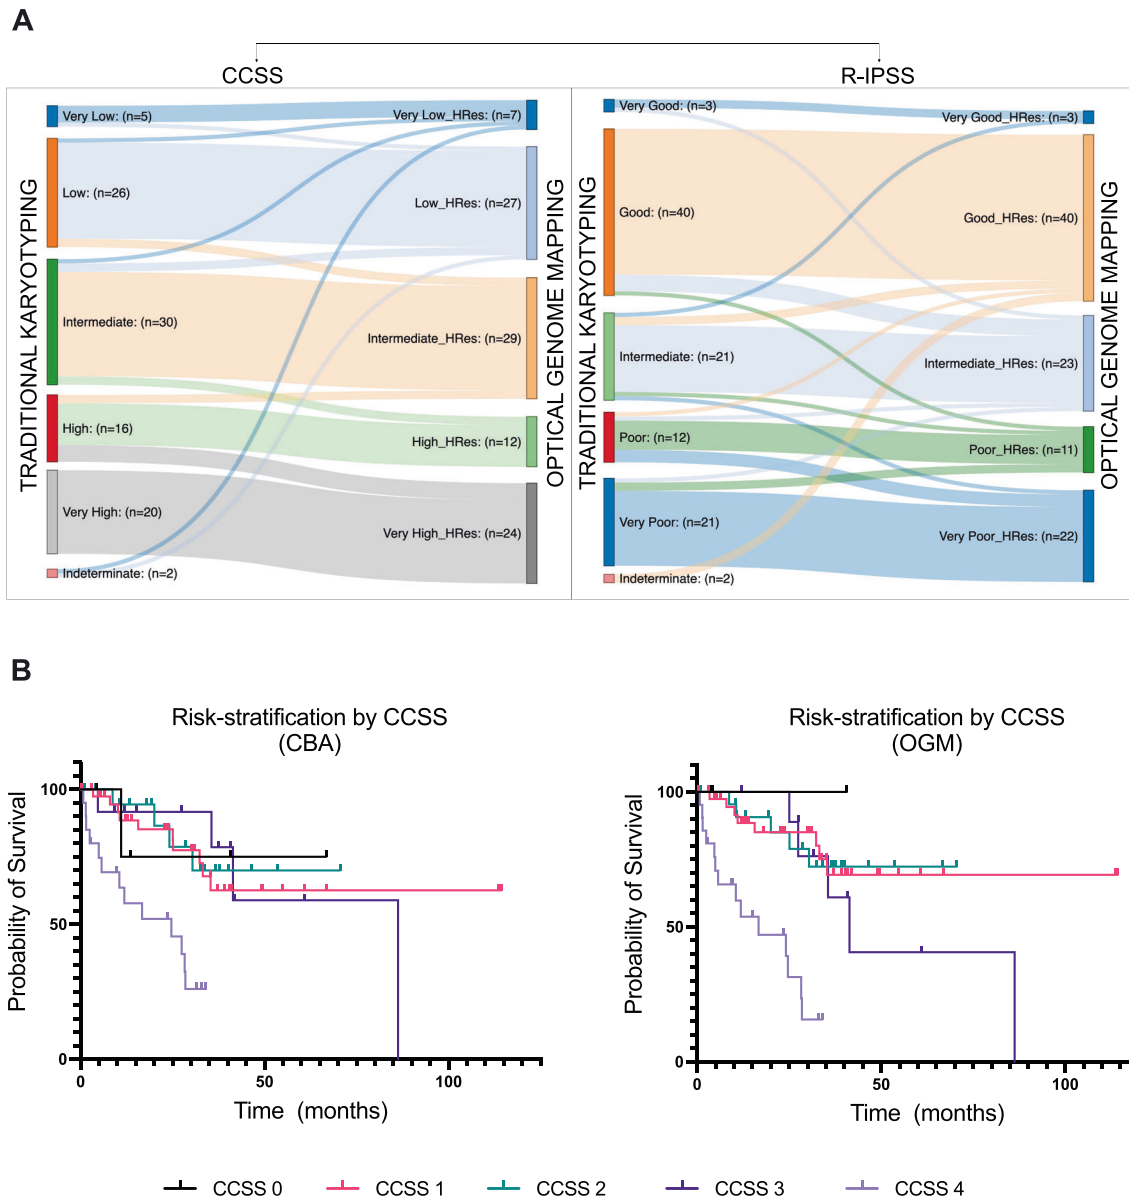 A
CCSS
R-IPSS
TRADITIONAL KARYOTYPING
Very Low: (n=5)
Low: (n=26)
Intermediate: (n=30)
High: (n=16)
Very High: (n=20)
Indeterminate: (n=2)
Very Low_HRes: (n=7)
Low_HRes: (n=27)
Intermediate_HRes: (n=29)
High_HRes: (n=12)
Very High_HRes: (n=24)
OPTICAL GENOME MAPPING
TRADITIONAL KARYOTYPING
Very Good: (n=3)
Good: (n=40)
Intermediate: (n=21)
Poor: (n=12)
Very Poor: (n=21)
Indeterminate: (n=2)
Very Good_HRes: (n=3)
Good_HRes: (n=40)
Intermediate_HRes: (n=23)
Poor_HRes: (n=11)
Very Poor_HRes: (n=22)
OPTICAL GENOME MAPPING
B
Risk-stratification by CCSS
(CBA)
Probability of Survival
100
50
0
0 50 100
Time (months)
Risk-stratification by CCSS
(OGM)
Probability of Survival
100
50
0
0 50 100
Time (months)
CCSS 0 CCSS 1 CCSS 2 CCSS 3 CCSS 4